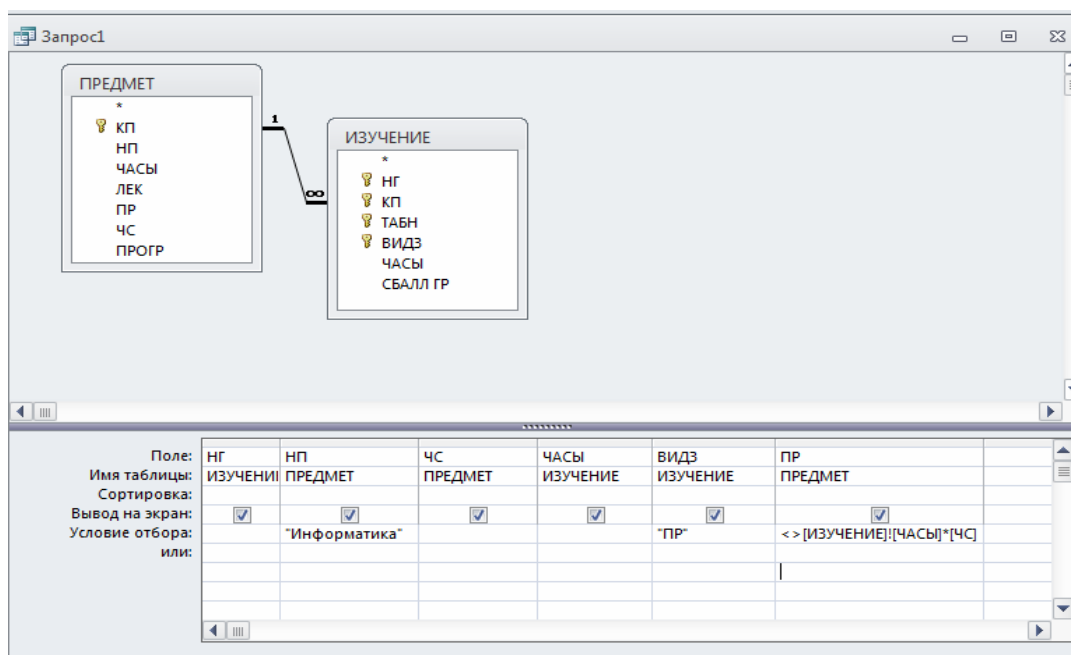 Запрос1
ПРЕДМЕТ
*
КП
НП
ЧАСЫ
ЛЕК
ПР
ЧС
ПРОГР
1
∞
ИЗУЧЕНИЕ
*
НГ
КП
ТАБН
ВИДЗ
ЧАСЫ
СБАЛЛ ГР
Поле: НГ НП ЧС ЧАСЫ ВИДЗ ПР
Имя таблицы: ИЗУЧЕНИ ПРЕДМЕТ ПРЕДМЕТ ИЗУЧЕНИЕ ИЗУЧЕНИЕ ПРЕДМЕТ
Сортировка:
Вывод на экран:
Условие отбора: "Информатика" "ПР" <>[ИЗУЧЕНИЕ]![ЧАСЫ]*[ЧС]
или: